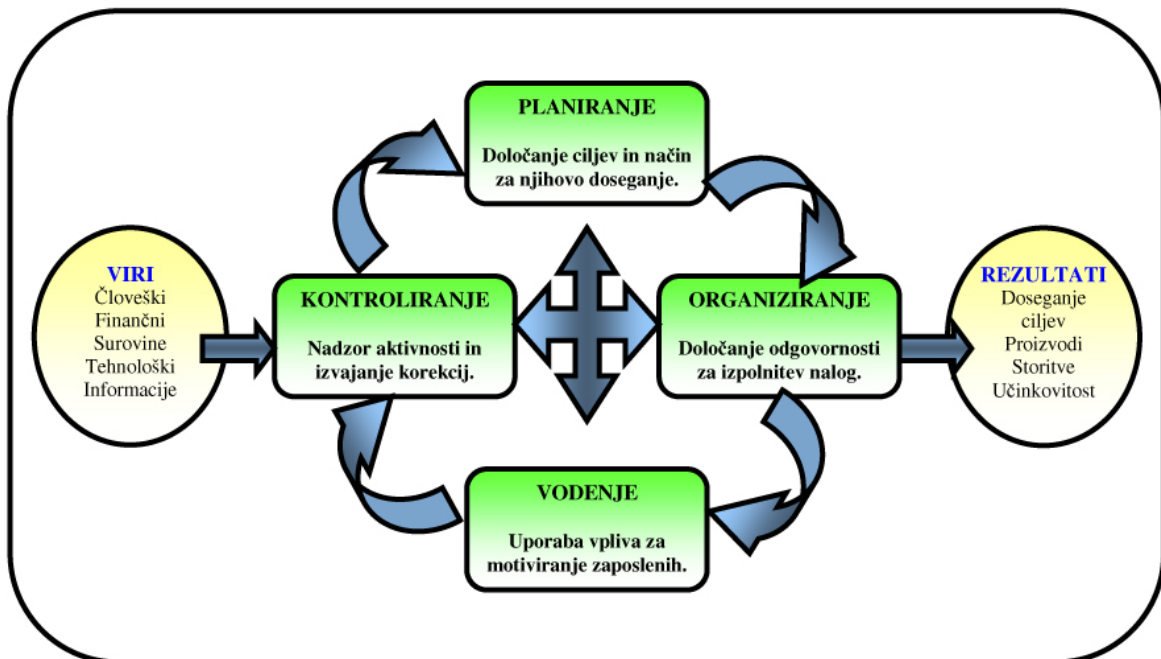 PLANIRANJE
Določanje ciljev in način
za njihovo doseganje.
VIRI
Človeški
Finančni
Surovine
Tehnološki
Informacije
KONTROLIRANJE
Nadzor aktivnosti in
izvajanje korekcij.
ORGANIZIRANJE
Določanje odgovornosti
za izpolnitev nalog.
REZULTATI
Doseganje
ciljev
Proizvodi
Storitve
Učinkovitost
VODENJE
Uporaba vpliva za
motiviranje zaposlenih.